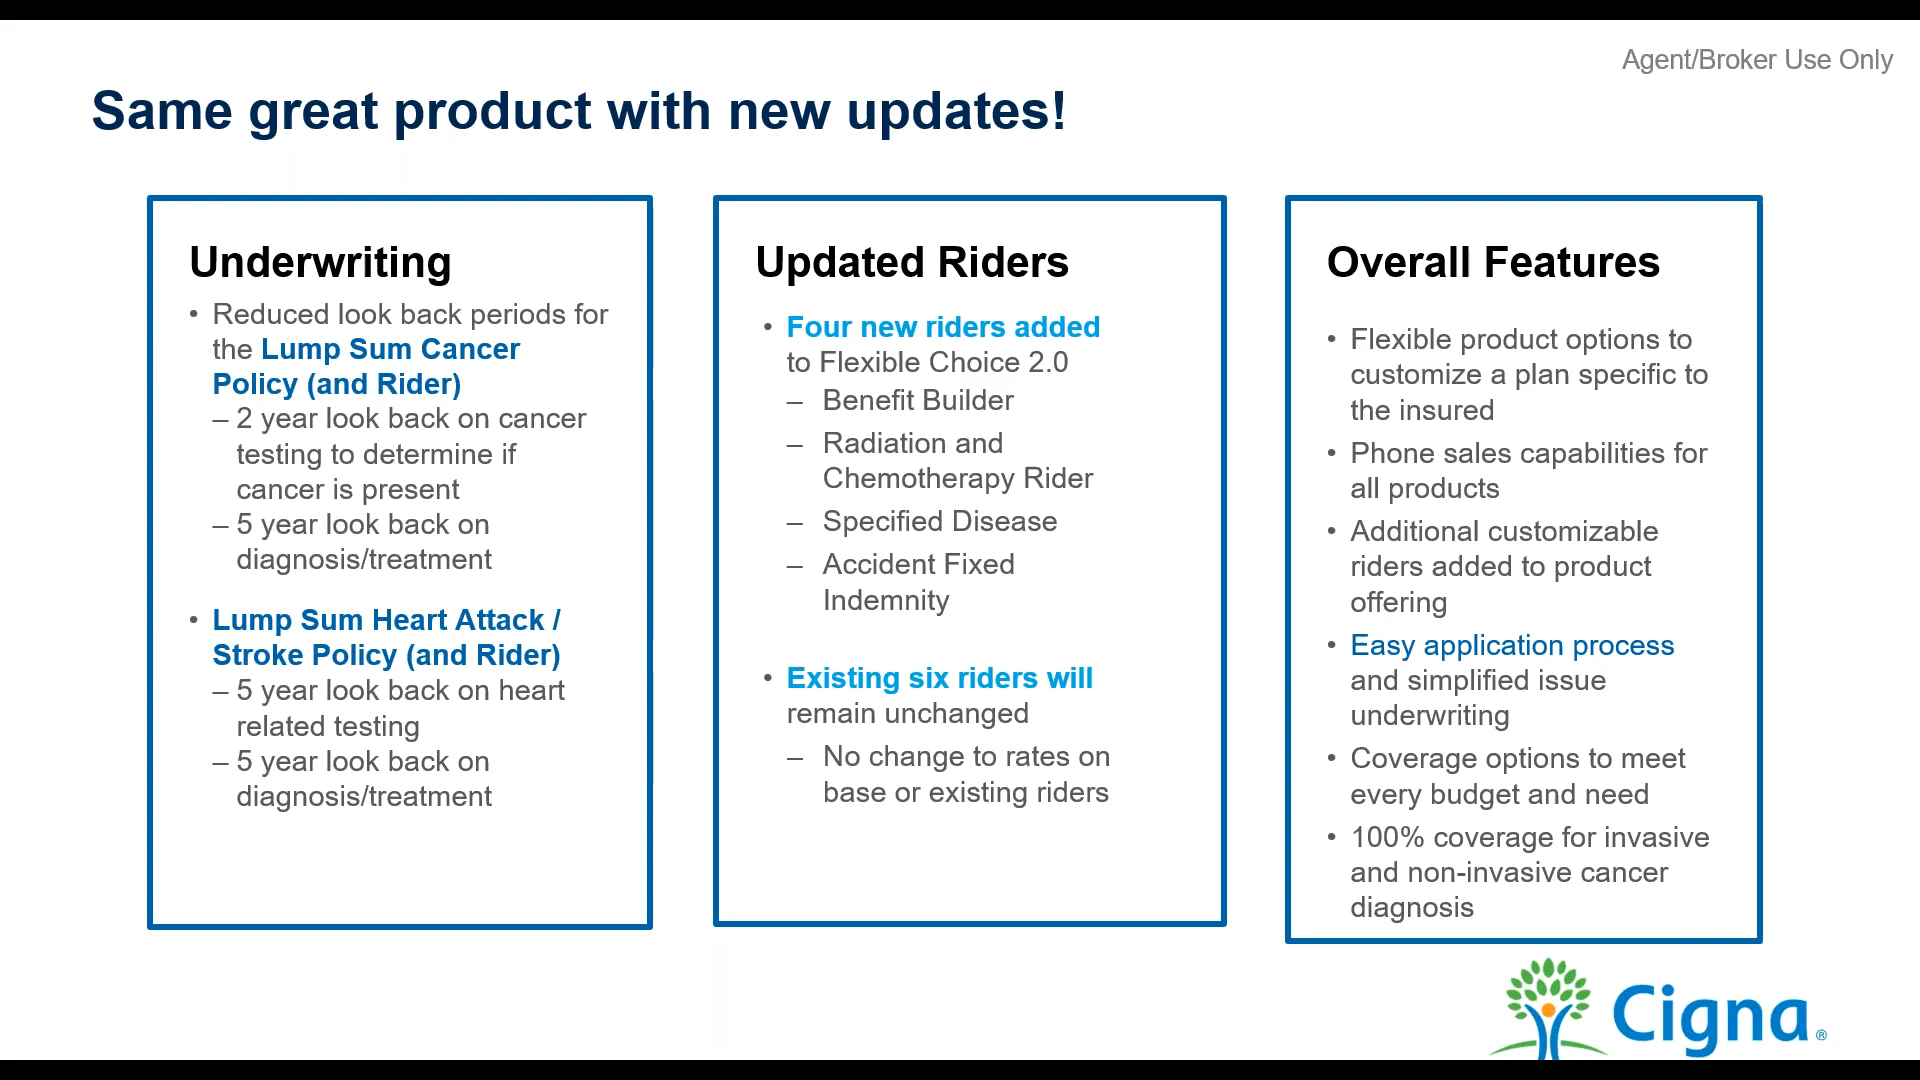 Agent/Broker Use Only
Same great product with new updates!
Underwriting
• Reduced look back periods for
the Lump Sum Cancer
Policy (and Rider)
– 2 year look back on cancer
testing to determine if
cancer is present
– 5 year look back on
diagnosis/treatment
• Lump Sum Heart Attack /
Stroke Policy (and Rider)
– 5 year look back on heart
related testing
– 5 year look back on
diagnosis/treatment
Updated Riders
• Four new riders added
to Flexible Choice 2.0
– Benefit Builder
– Radiation and
Chemotherapy Rider
– Specified Disease
– Accident Fixed
Indemnity
• Existing six riders will
remain unchanged
– No change to rates on
base or existing riders
Overall Features
• Flexible product options to
customize a plan specific to
the insured
• Phone sales capabilities for
all products
• Additional customizable
riders added to product
offering
• Easy application process
and simplified issue
underwriting
• Coverage options to meet
every budget and need
• 100% coverage for invasive
and non-invasive cancer
diagnosis
Cigna®